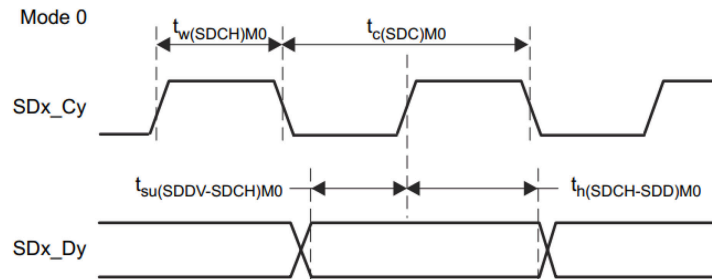 Mode 0
tw(SDCH)M0 tc(SDC)M0
SDx_Cy
tsu(SDDV-SDCH)M0 th(SDCH-SDD)M0
SDx_Dy